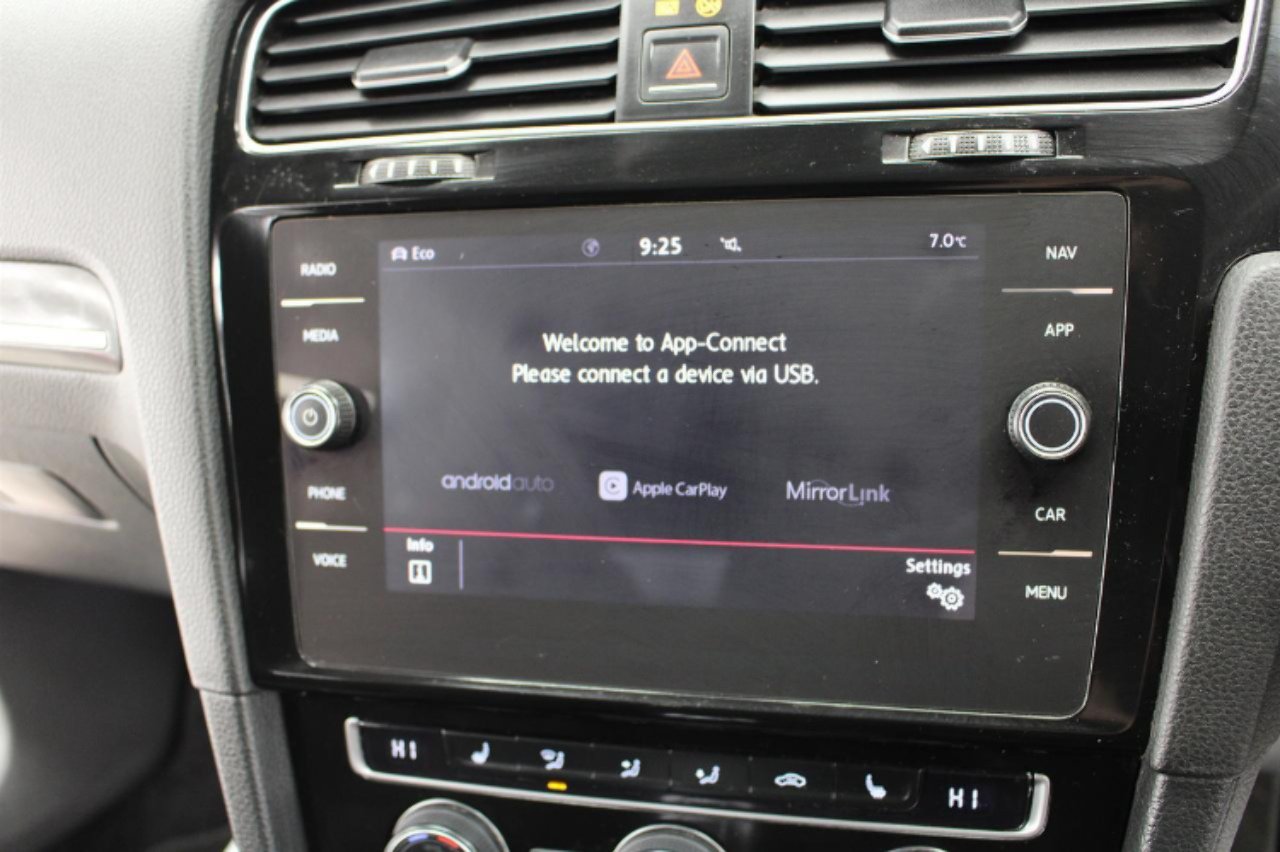 Eco 9:25 7.0°C
RADIO
MEDIA
PHONE
VOICE
Welcome to App-Connect
Please connect a device via USB.
androidauto Apple CarPlay MirrorLink
Info
Settings
NAV
APP
CAR
MENU
HI HI